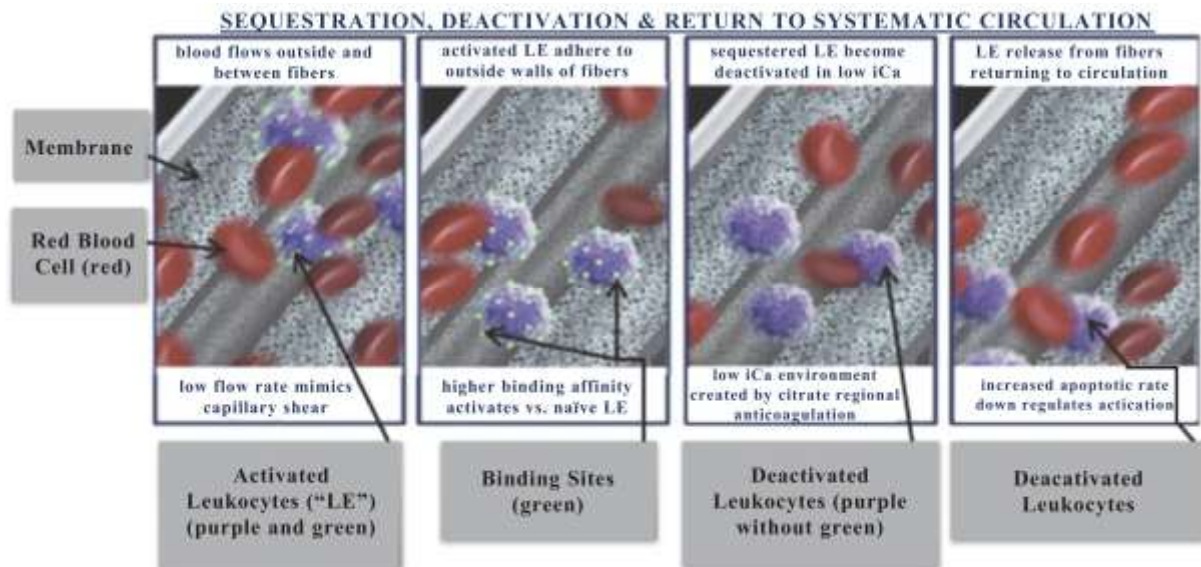 SEQUESTRATION, DEACTIVATION & RETURN TO SYSTEMATIC CIRCULATION
blood flows outside and
between fibers
activated LE adhere to
outside walls of fibers
sequestered LE become
deactivated in low iCa
LE release from fibers
returning to circulation
Membrane
Red Blood
Cell (red)
low flow rate mimics
capillary shear
higher binding affinity
activates vs. naïve LE
low iCa environment
created by citrate regional
anticoagulation
increased apoptotic rate
down regulates actication
Activated
Leukocytes (“LE”)
(purple and green)
Binding Sites
(green)
Deactivated
Leukocytes (purple
without green)
Deacativated
Leukocytes